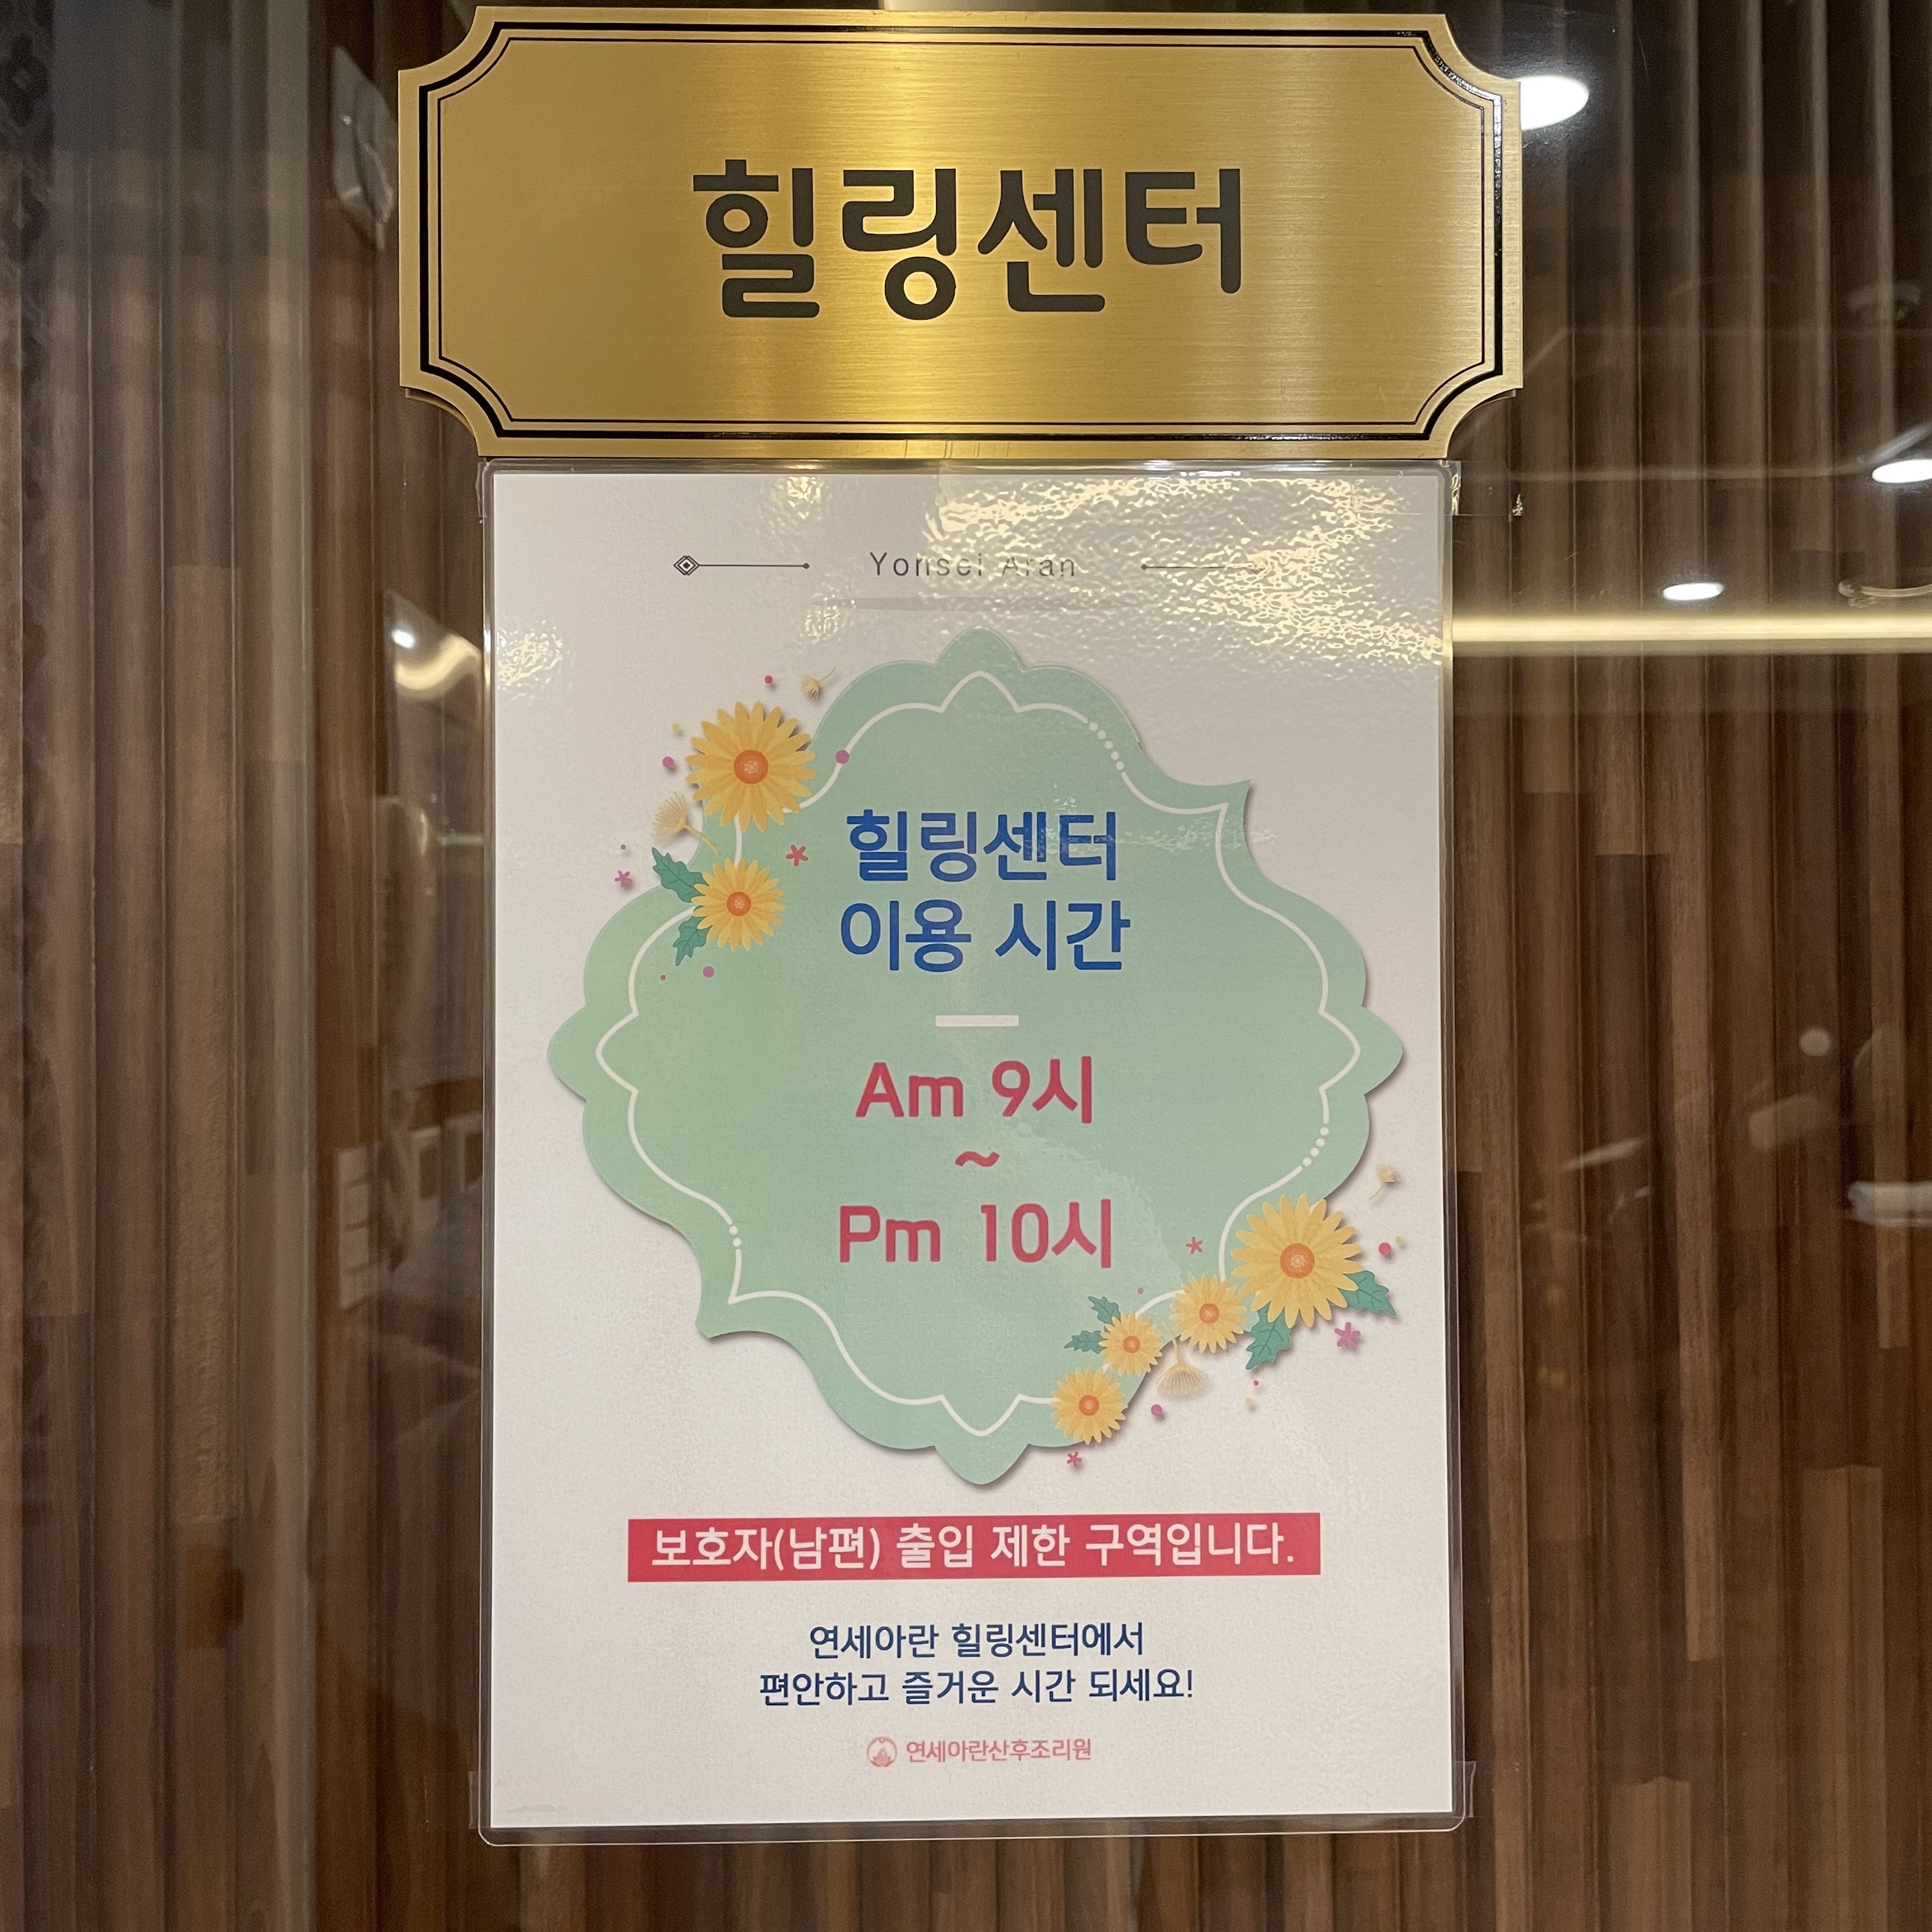 힐링센터
Yonsei Aran
힐링센터
이용 시간
Am 9시
~
Pm 10시
보호자(남편) 출입 제한 구역입니다.
연세아란 힐링센터에서
편안하고 즐거운 시간 되세요!
연세아란산후조리원